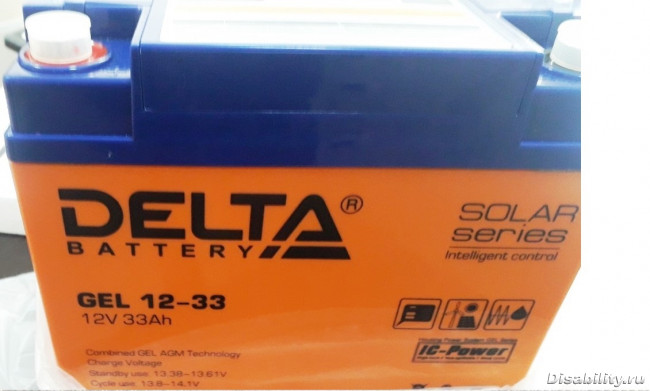 DELTA®
BATTERY
SOLAR
series
Intelligent control
GEL 12-33
12V 33Ah
Combined GEL AGM Technology
Charge Voltage
Standby use: 13.38-13.61V
Cycle use: 13.8-14.1V
IC-Power
Disability.ru